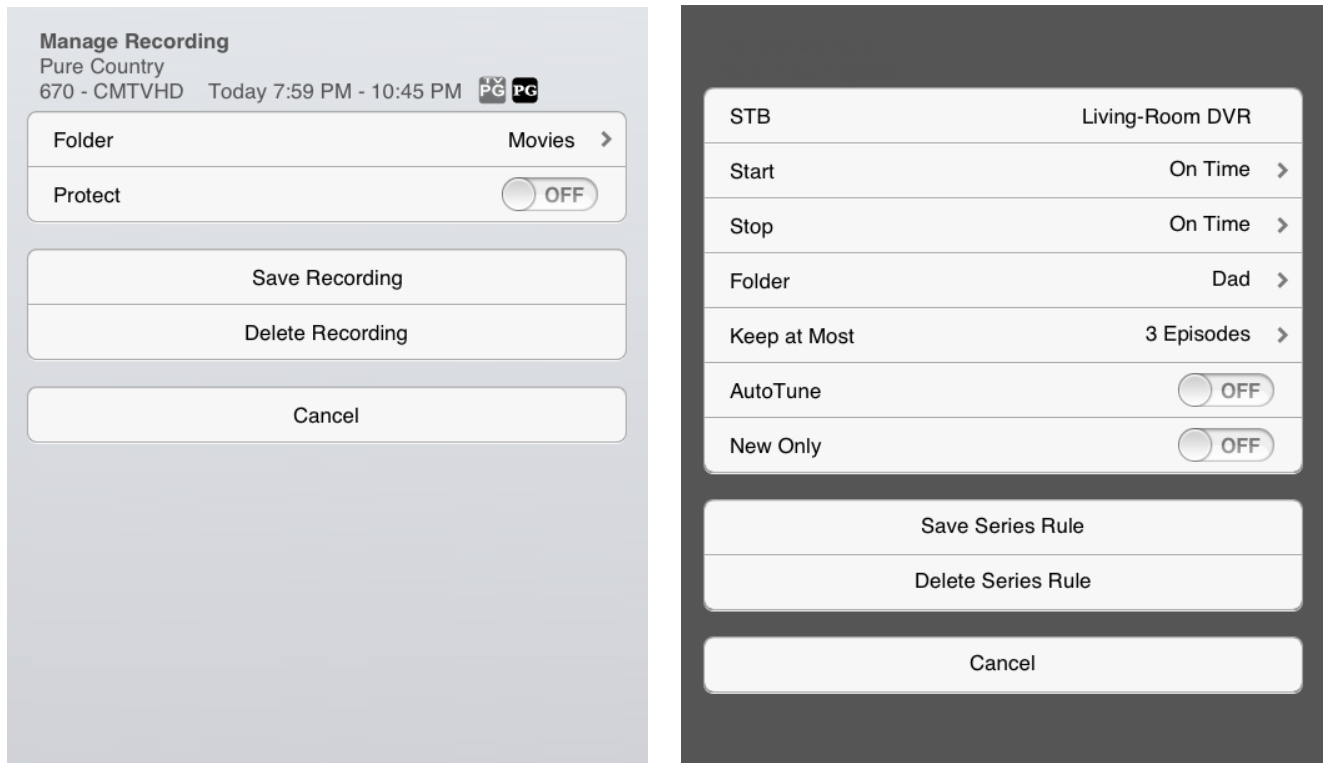 Manage Recording
Pure Country
670 - CMTVHD Today 7:59 PM - 10:45 PM TV PG PG
Folder Movies
Protect OFF
Save Recording
Delete Recording
Cancel
STB Living-Room DVR
Start On Time
Stop On Time
Folder Dad
Keep at Most 3 Episodes
AutoTune OFF
New Only OFF
Save Series Rule
Delete Series Rule
Cancel